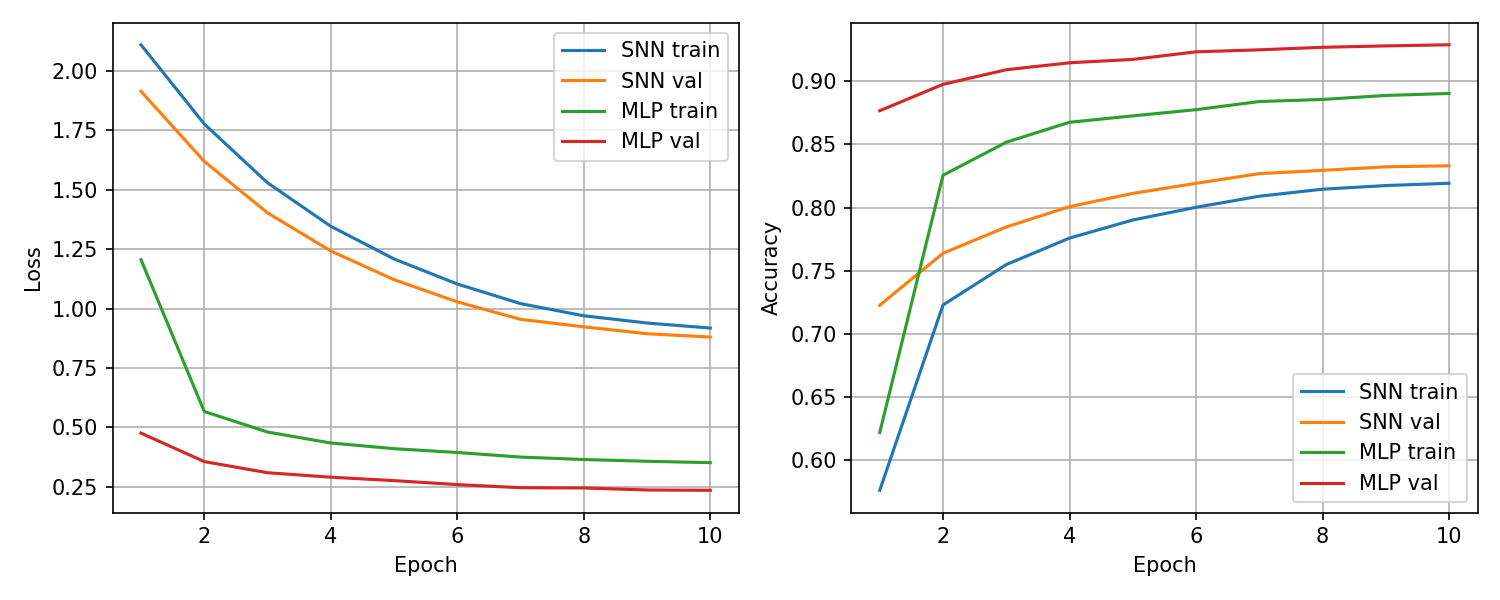 Loss
2.00
1.75
1.50
1.25
1.00
0.75
0.50
0.25
2 4 6 8 10
Epoch
SNN train
SNN val
MLP train
MLP val
Accuracy
0.90
0.85
0.80
0.75
0.70
0.65
0.60
2 4 6 8 10
Epoch
SNN train
SNN val
MLP train
MLP val